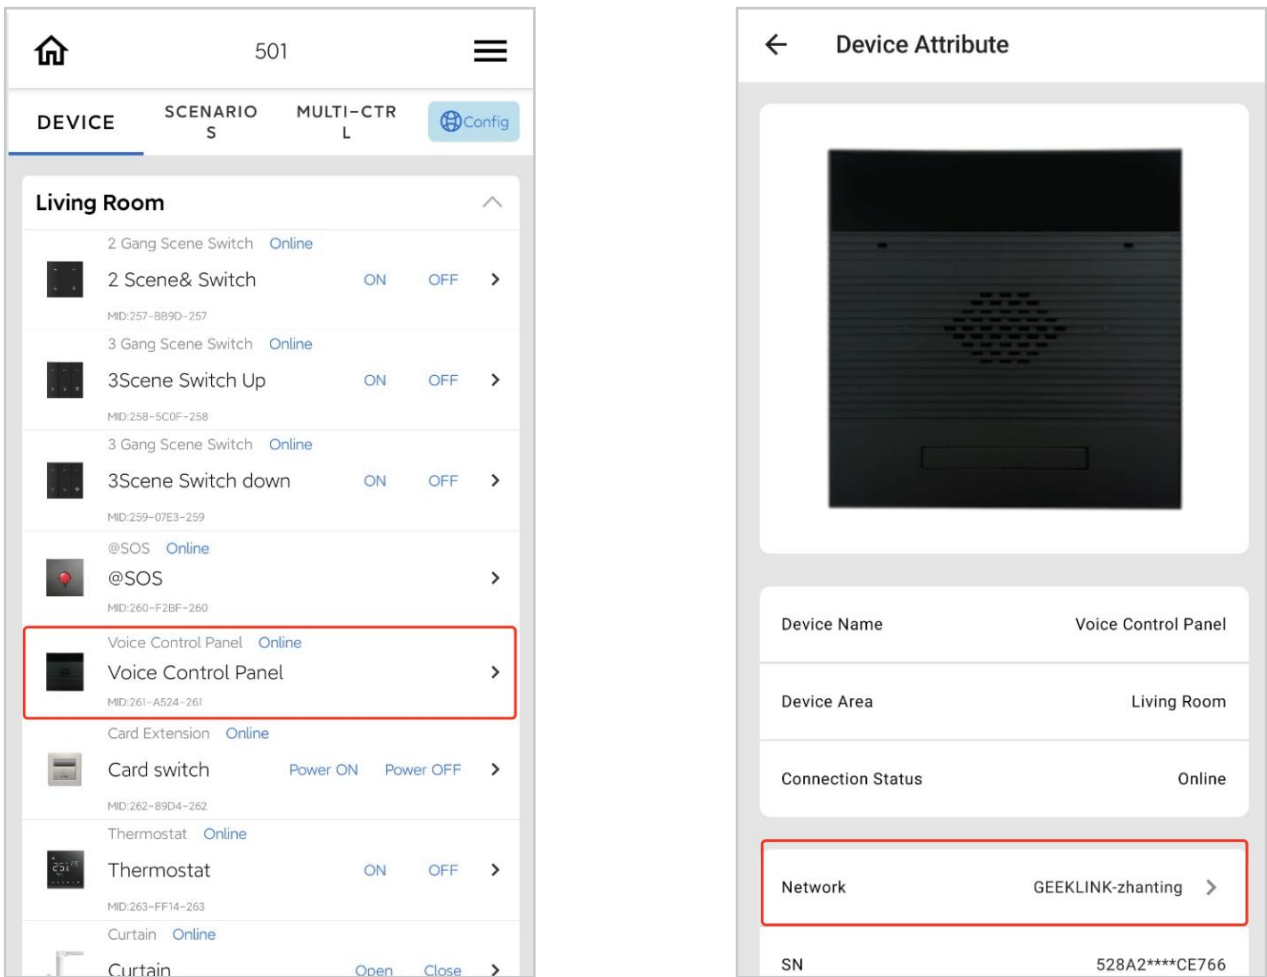 501
DEVICE
SCENARIO
S
MULTI-CTR
L
Config
Living Room
2 Gang Scene Switch Online
2 Scene& Switch ON OFF
MID:257-BB9D-257
3 Gang Scene Switch Online
3Scene Switch Up ON OFF
MID:258-5C0F-258
3 Gang Scene Switch Online
3Scene Switch down ON OFF
MID:259-07E3-259
@SOS Online
@SOS
MID:260-F2BF-260
Voice Control Panel Online
Voice Control Panel
MID:261-A524-261
Card Extension Online
Card switch Power ON Power OFF
MID:262-89D4-262
Thermostat Online
Thermostat ON OFF
MID:263-FF14-263
Curtain Online
Curtain Open Close
Device Attribute
Device Name Voice Control Panel
Device Area Living Room
Connection Status Online
Network GEEKLINK-zhanting
SN 528A2****CE766